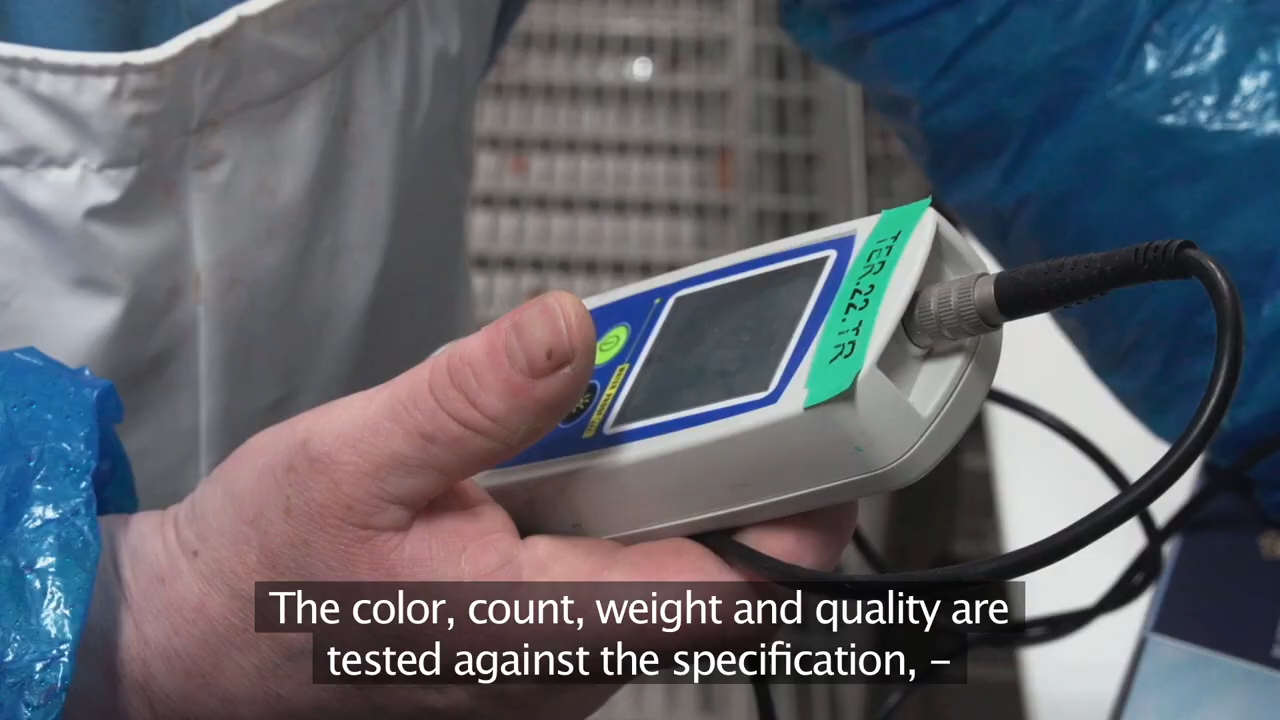 TER.22.TR
The color, count, weight and quality are
tested against the specification, –